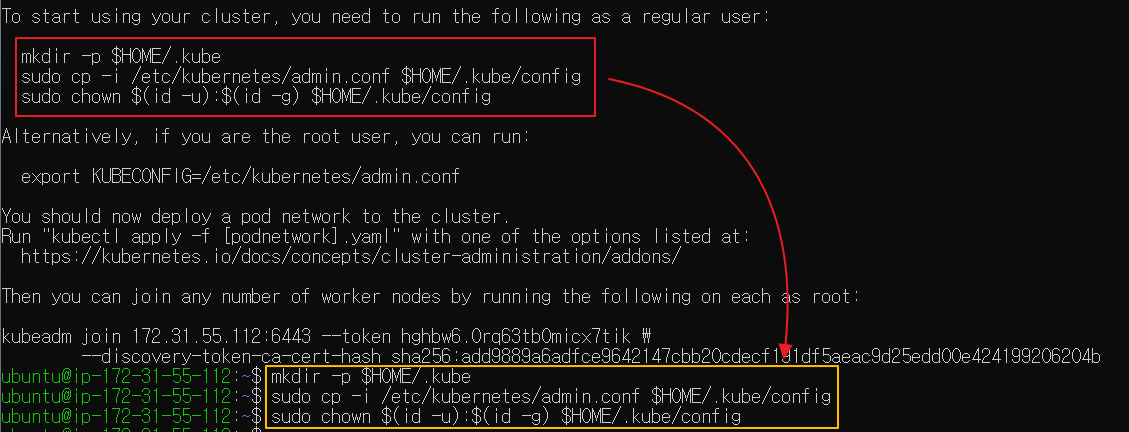 To start using your cluster, you need to run the following as a regular user:
mkdir -p $HOME/.kube
sudo cp -i /etc/kubernetes/admin.conf $HOME/.kube/config
sudo chown $(id -u):$(id -g) $HOME/.kube/config
Alternatively, if you are the root user, you can run:
export KUBECONFIG=/etc/kubernetes/admin.conf
You should now deploy a pod network to the cluster.
Run "kubectl apply -f [podnetwork].yaml" with one of the options listed at:
https://kubernetes.io/docs/concepts/cluster-administration/addons/
Then you can join any number of worker nodes by running the following on each as root:
kubeadm join 172.31.55.112:6443 --token hghbw6.0rq63tb0micx7tik ₩
--discovery-token-ca-cert-hash
ubuntu@ip-172-31-55-112:~$ mkdir -p $HOME/.kube
ubuntu@ip-172-31-55-112:~$ sudo cp -i /etc/kubernetes/admin.conf $HOME/.kube/config
ubuntu@ip-172-31-55-112:~$ sudo chown $(id -u):$(id -g) $HOME/.kube/config